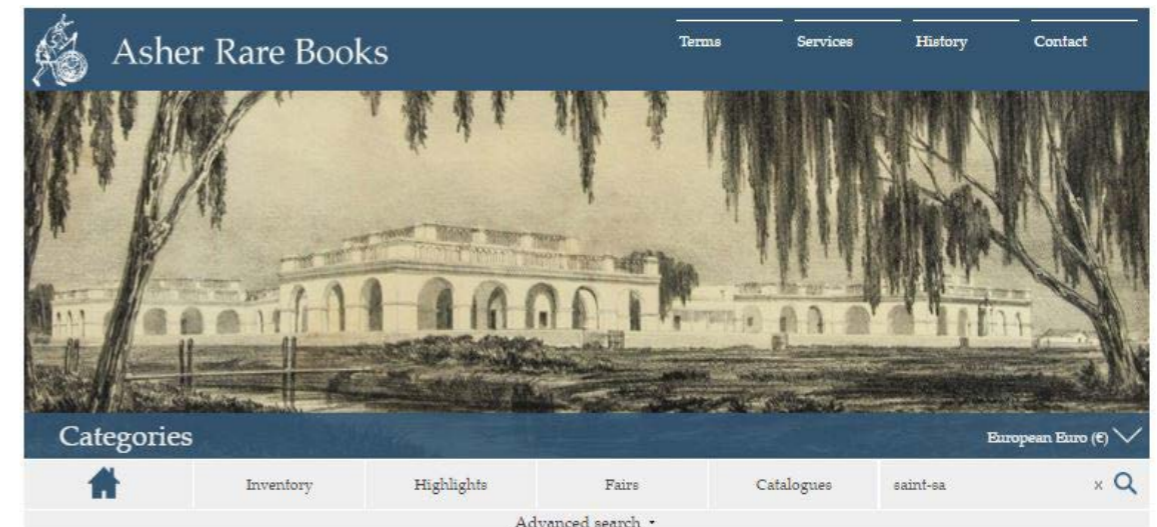 Asher Rare Books
Terms Services History Contact
Categories
European Euro (€)
Inventory Highlights Fairs Catalogues saint-sa x
Advanced search